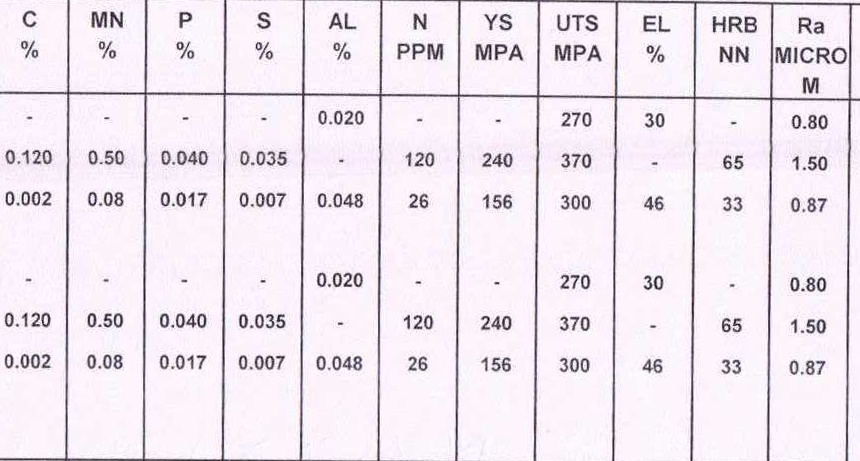 C MN P S AL N YS UTS EL HRB Ra
% % % % % PPM MPA MPA % NN MICRO
M
- - - - 0.020 - - 270 30 - 0.80
0.120 0.50 0.040 0.035 - 120 240 370 - 65 1.50
0.002 0.08 0.017 0.007 0.048 26 156 300 46 33 0.87
- - - - 0.020 - - 270 30 - 0.80
0.120 0.50 0.040 0.035 - 120 240 370 - 65 1.50
0.002 0.08 0.017 0.007 0.048 26 156 300 46 33 0.87